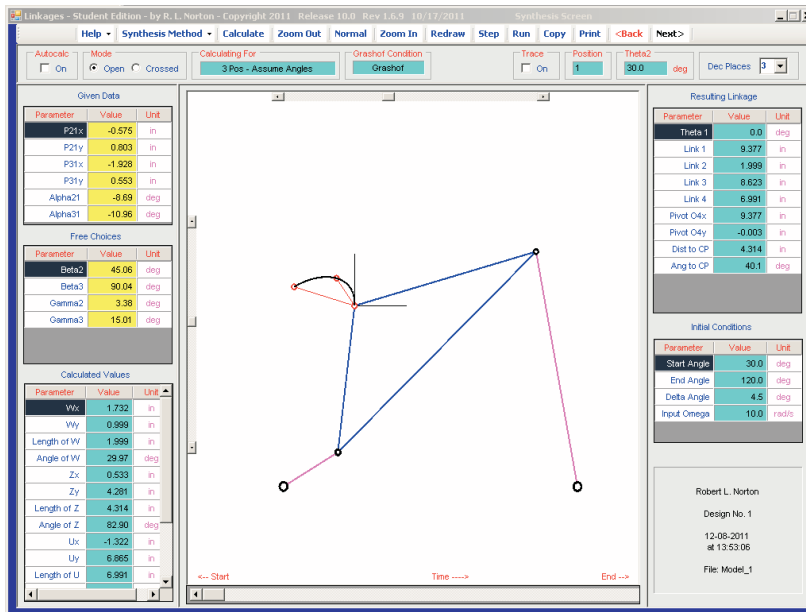 Linkages - Student Edition - by R. L. Norton - Copyright 2011 Release 10.0 Rev 1.6.9 10/17/2011 Synthesis Screen
Help Synthesis Method Calculate Zoom Out Normal Zoom In Redraw Step Run Copy Print <Back Next>
Autocalc
On
Mode
Open Crossed
Calculating For
3 Pos - Assume Angles
Grashof Condition
Grashof
Trace
On
Position
1
Theta2
30.0 deg
Dec Places 3
Given Data
Parameter Value Unit
P21x -0.575 in
P21y 0.803 in
P31x -1.928 in
P31y 0.553 in
Alpha21 -8.69 deg
Alpha31 -10.96 deg
Free Choices
Parameter Value Unit
Beta2 45.06 deg
Beta3 90.04 deg
Gamma2 3.38 deg
Gamma3 15.01 deg
Calculated Values
Parameter Value Unit
Wx 1.732 in
Wy 0.999 in
Length of W 1.999 in
Angle of W 29.97 deg
Zx 0.533 in
Zy 4.281 in
Length of Z 4.314 in
Angle of Z 82.90 deg
Ux -1.322 in
Uy 6.865 in
Length of U 6.991 in
<-- Start Time ----> End -->
Resulting Linkage
Parameter Value Unit
Theta 1 0.0 deg
Link 1 9.377 in
Link 2 1.999 in
Link 3 8.623 in
Link 4 6.991 in
Pivot O4x 9.377 in
Pivot O4y -0.003 in
Dist to CP 4.314 in
Ang to CP 40.1 deg
Initial Conditions
Parameter Value Unit
Start Angle 30.0 deg
End Angle 120.0 deg
Delta Angle 4.5 deg
Input Omega 10.0 rad/s
Robert L. Norton
Design No. 1
12-08-2011
at 13:53:06
File: Model_1